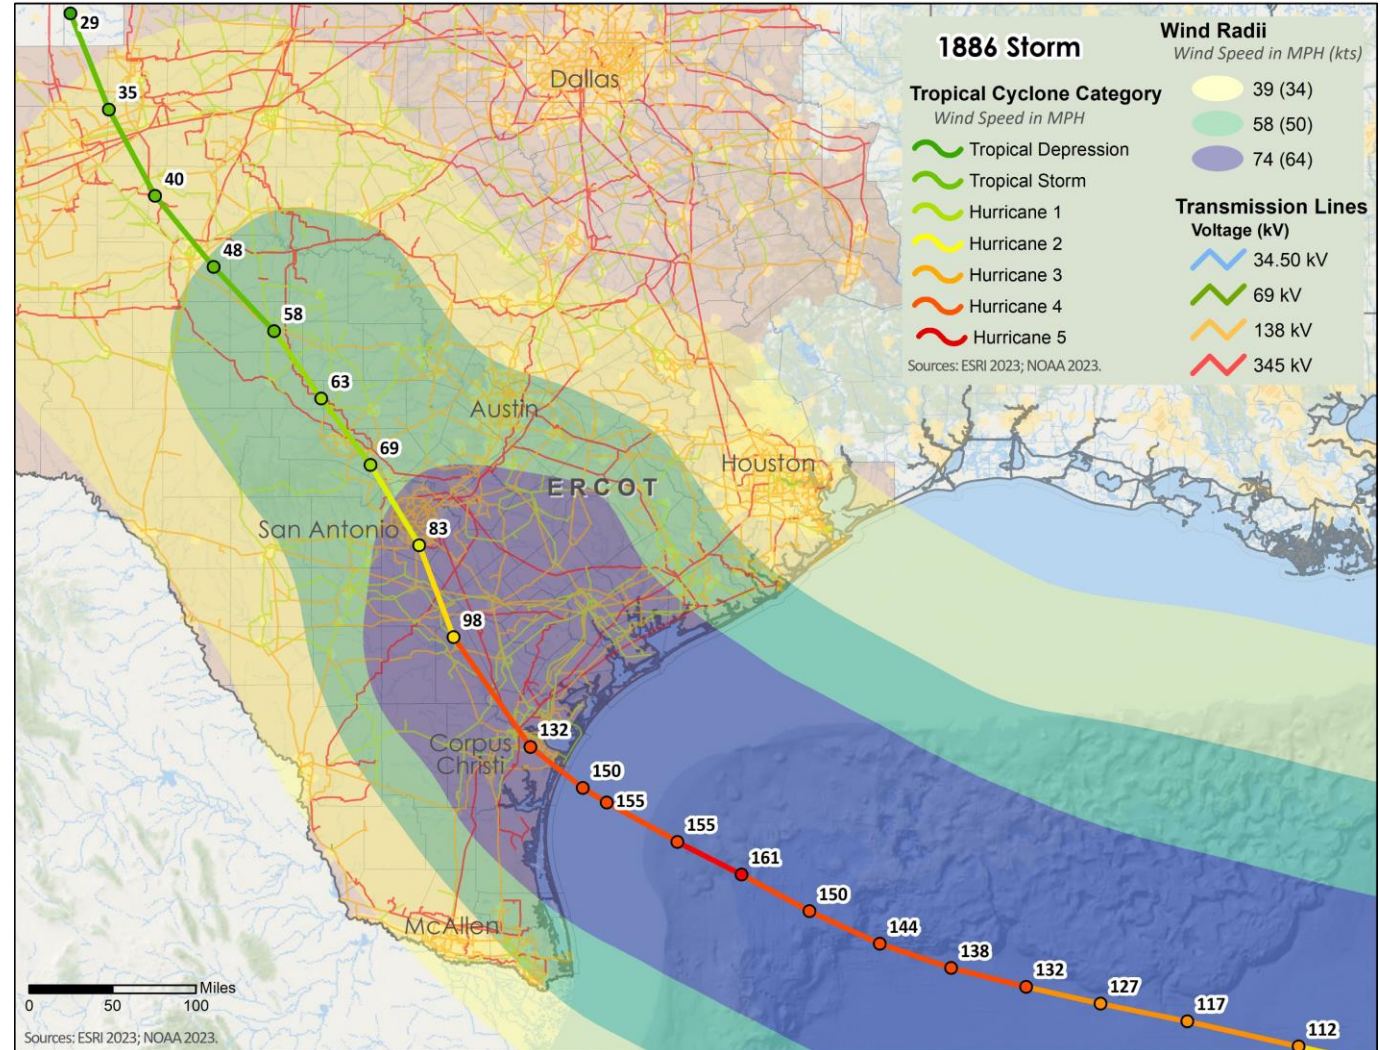 1886 Storm
Tropical Cyclone Category
Wind Speed in MPH
Tropical Depression
Tropical Storm
Hurricane 1
Hurricane 2
Hurricane 3
Hurricane 4
Hurricane 5
Sources: ESRI 2023; NOAA 2023.
Wind Radii
Wind Speed in MPH (kts)
39 (34)
58 (50)
74 (64)
Transmission Lines
Voltage (kV)
34.50 kV
69 kV
138 kV
345 kV
29
35
40
48
58
63
69
83
98
132
150
155
155
161
150
144
138
132
127
117
112
Dallas
Austin
Houston
ERCOT
San Antonio
Corpus
Christi
McAllen
Miles
0 50 100
Sources: ESRI 2023; NOAA 2023.